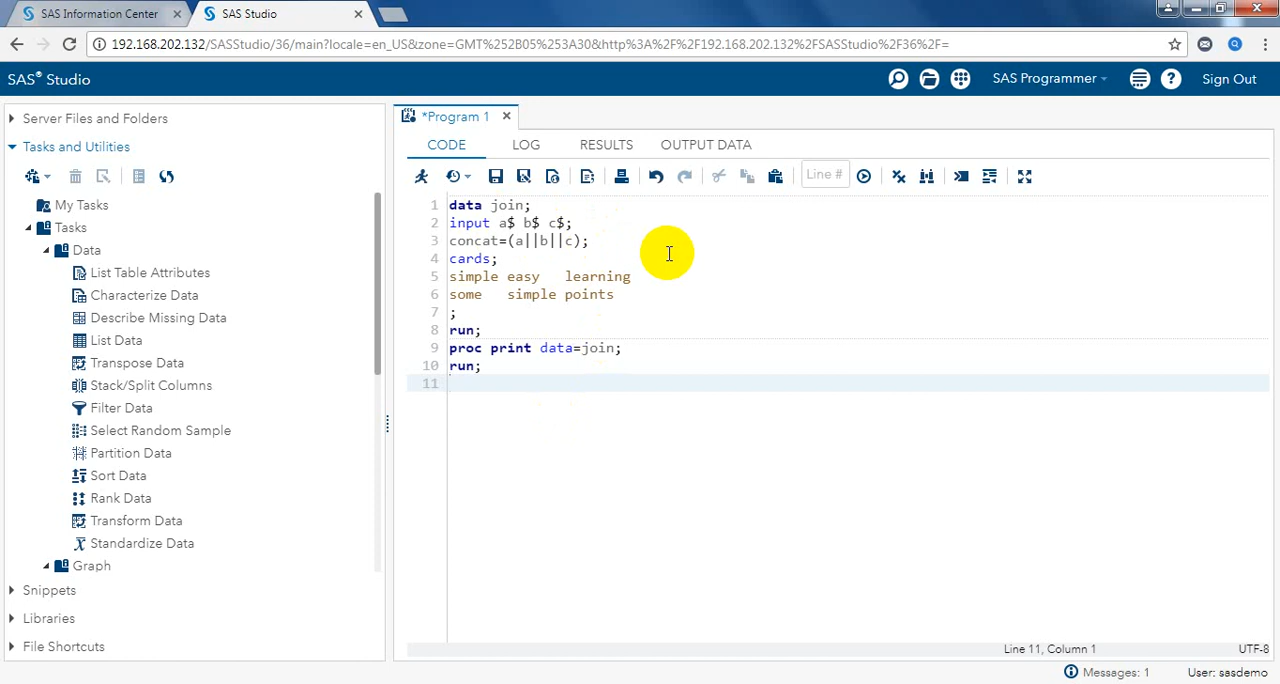 SAS Information Center
SAS Studio
192.168.202.132/SASStudio/36/main?locale=en_US&zone=GMT%252B05%253A30&http%3A%2F%2F192.168.202.132%2FSASStudio%2F36%2F=
SAS® Studio
SAS Programmer
Sign Out
Server Files and Folders
Tasks and Utilities
My Tasks
Tasks
Data
List Table Attributes
Characterize Data
Describe Missing Data
List Data
Transpose Data
Stack/Split Columns
Filter Data
Select Random Sample
Partition Data
Sort Data
Rank Data
Transform Data
Standardize Data
Graph
Snippets
Libraries
File Shortcuts
*Program 1
CODE LOG RESULTS OUTPUT DATA
Line #
1 data join;
2 input a$ b$ c$;
3 concat=(a||b||c);
4 cards;
5 simple easy   learning
6 some   simple points
7 ;
8 run;
9 proc print data=join;
10 run;
11
Line 11, Column 1 UTF-8
Messages: 1 User: sasdemo